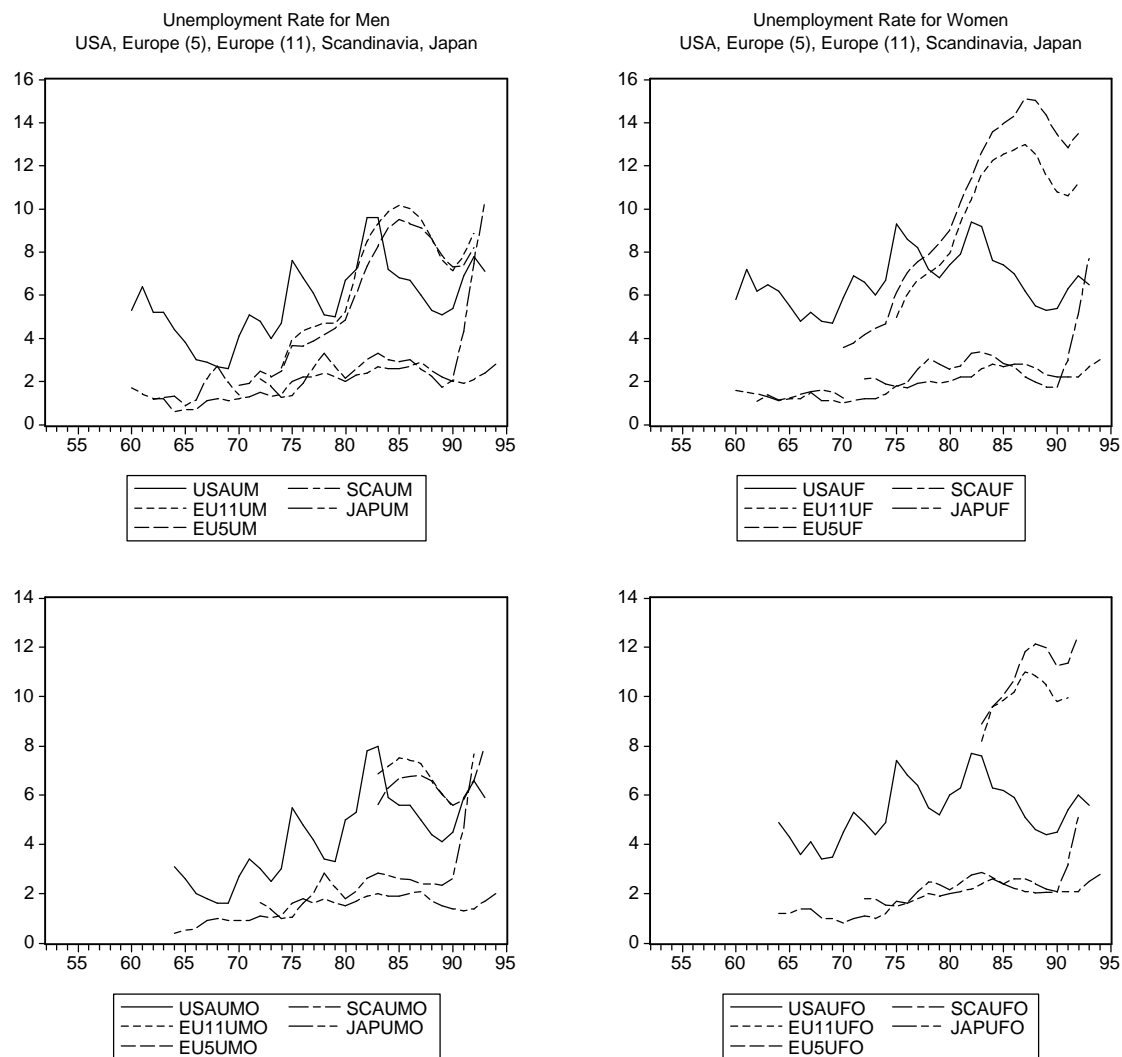 Unemployment Rate for Men
USA, Europe (5), Europe (11), Scandinavia, Japan
16
14
12
10
8
6
4
2
0
55 60 65 70 75 80 85 90 95
USAUM SCAUM
EU11UM JAPUM
EU5UM
Unemployment Rate for Women
USA, Europe (5), Europe (11), Scandinavia, Japan
16
14
12
10
8
6
4
2
0
55 60 65 70 75 80 85 90 95
USAUF SCAUF
EU11UF JAPUF
EU5UF
14
12
10
8
6
4
2
0
55 60 65 70 75 80 85 90 95
USAUMO SCAUMO
EU11UMO JAPUMO
EU5UMO
14
12
10
8
6
4
2
0
55 60 65 70 75 80 85 90 95
USAUFO SCAUFO
EU11UFO JAPUFO
EU5UFO